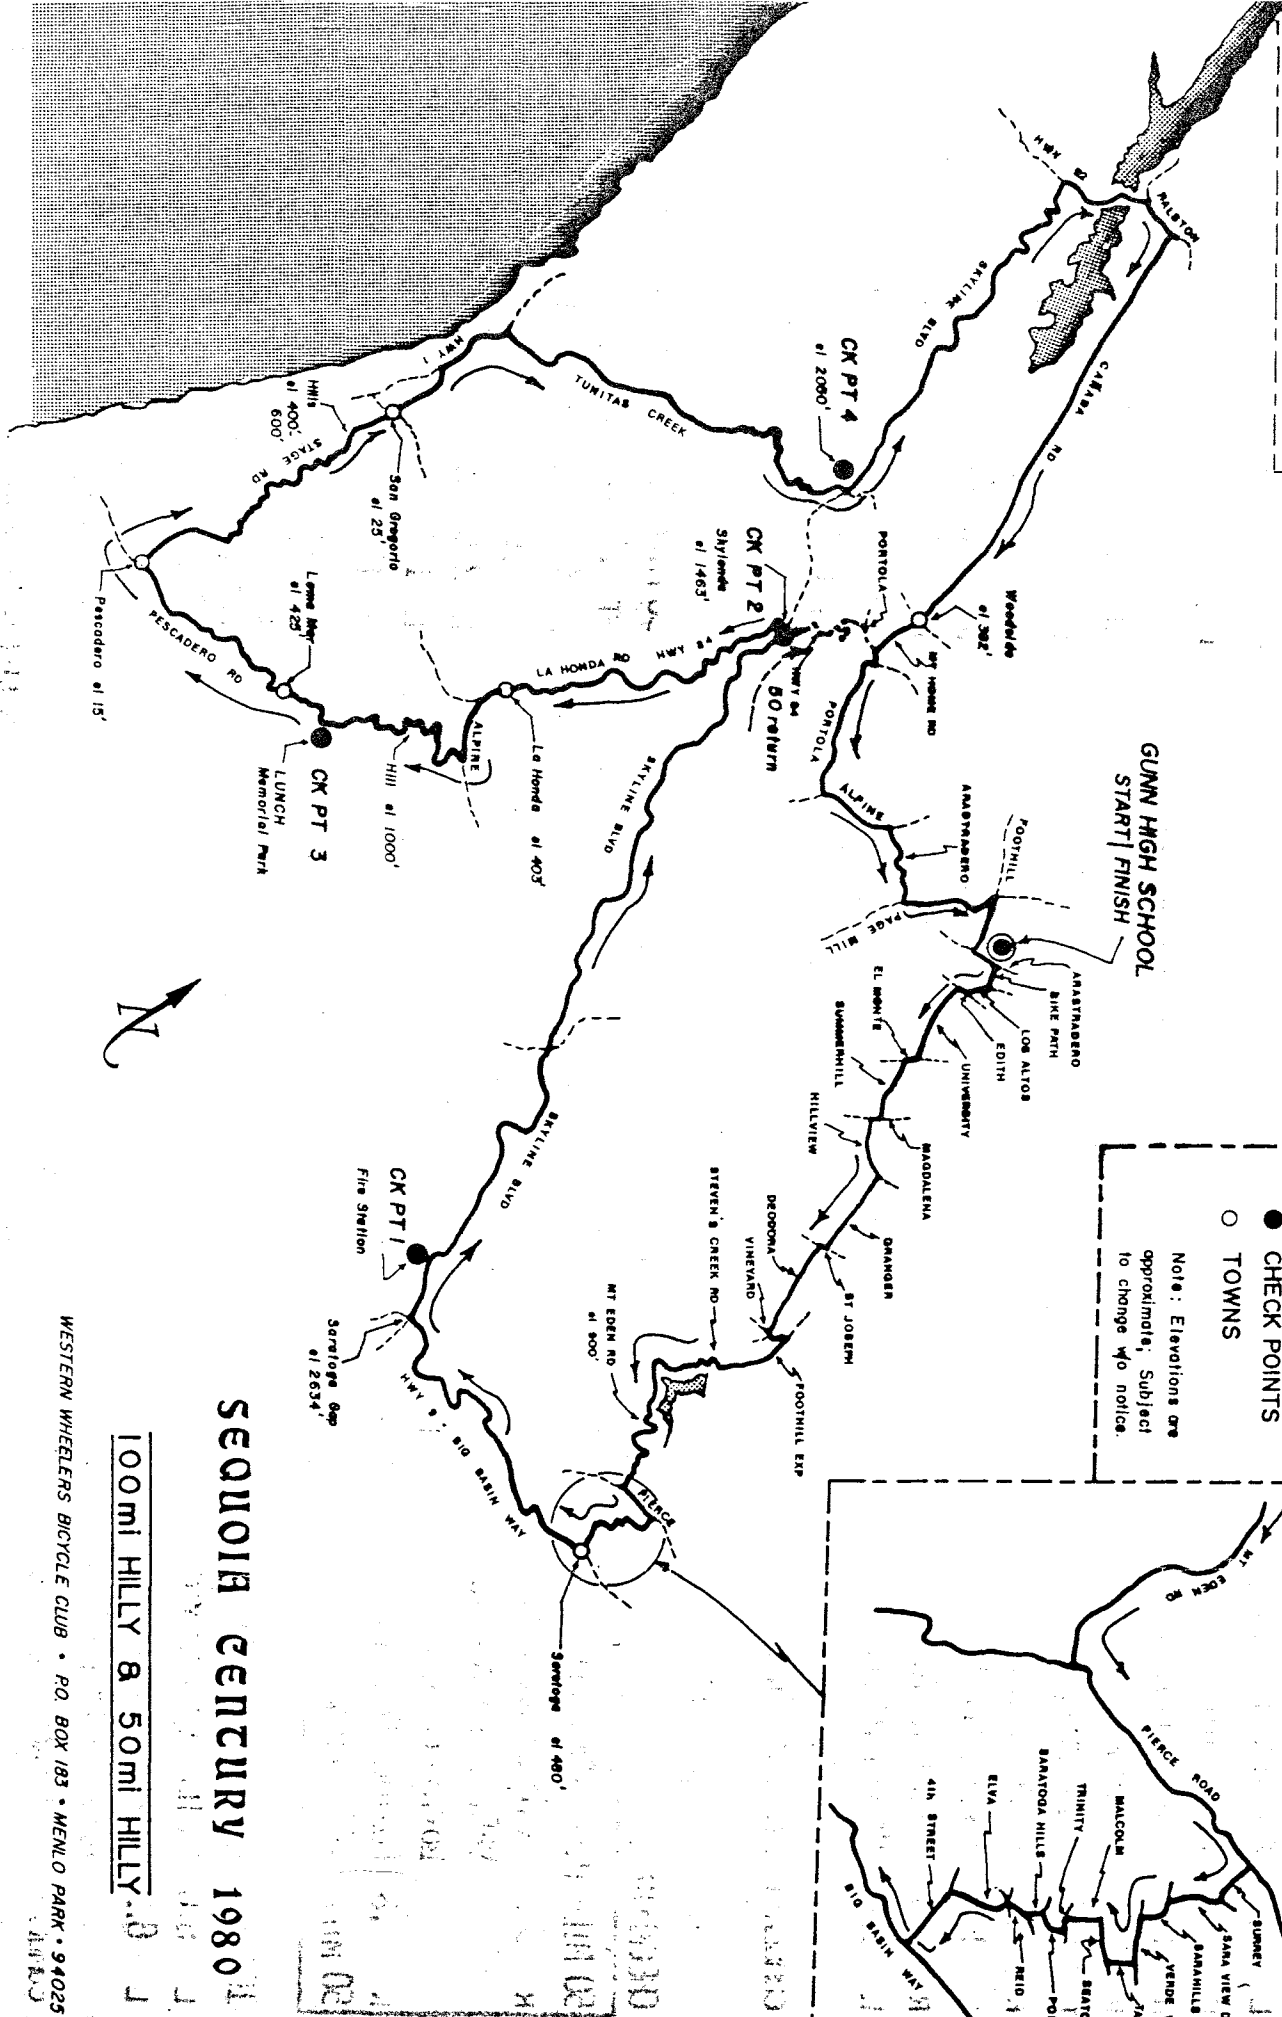 SEQUOIA CENTURY 1980
100mi HILLY & 50mi HILLY
WESTERN WHEELERS BICYCLE CLUB • P.O. BOX 183 • MENLO PARK • 94025
CHECK POINTS
TOWNS
Note: Elevations are
approximate; Subject
to change w/o notice.
GUNN HIGH SCHOOL
START | FINISH
ARASTRADERO
BIKE PATH
LOS ALTOS
EDITH
UNIVERSITY
EL MONTE
SUMMERHILL
MAGDALENA
HILLVIEW
GRANGER
ST JOSEPH
DEODORA
VINEYARD
FOOTHILL EXP
STEVEN'S CREEK RD
MT EDEN RD
el 900'
PIERCE
Saratoga el 480'
HWY 9 - BIG BASIN WAY
Saratoga Gap
el 2634'
CK PT 1
Fire Station
SKYLINE BLVD
SKYLINE BLVD
CK PT 2
Skylonda
el 1463'
HWY 84
50 return
LA HONDA RD HWY 84
La Honda el 403'
ALPINE
Hill el 1000'
CK PT 3
LUNCH
Memorial Park
Loma Mar
el 425'
PESCADERO RD
Pescadero el 15'
STAGE RD
Hills
el 400',
600'
San Gregorio
el 25'
HWY 1
TUNITAS CREEK
CK PT 4
el 2060'
SKYLINE BLVD
HWY 92
RALSTON
CAÑADA RD
Woodside
el 382'
MT HOME RD
PORTOLA
PORTOLA
ALPINE
ARASTRADERO
PAGE MILL
FOOTHILL
N
MT EDEN RD
PIERCE ROAD
SURREY
SARA VIEW
SARAHILLS
VERDE
MALCOLM
TRINITY
SARATOGA HILLS
REID
ELVA
4th STREET
BIG BASIN WAY